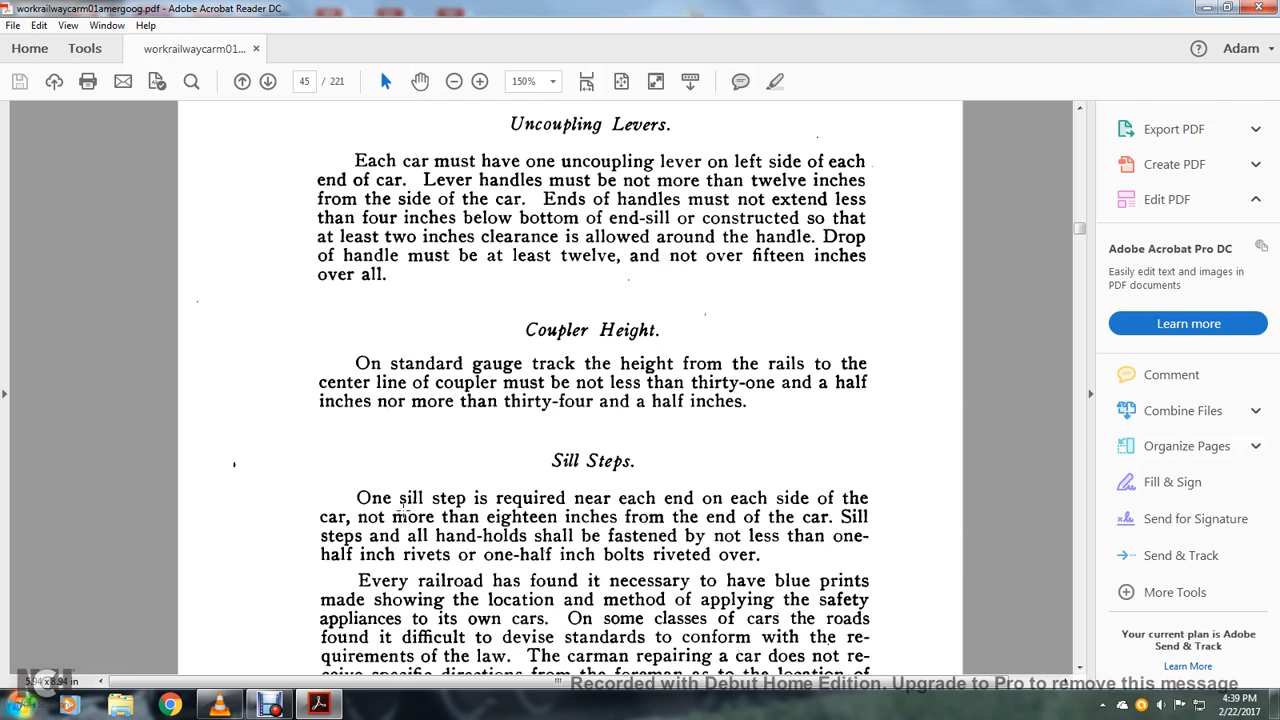 workrailwaycarm01amergoog.pdf - Adobe Acrobat Reader DC
File Edit View Window Help
Home Tools workrailwaycarm01... × Adam
45 / 221 150%
Uncoupling Levers.
Each car must have one uncoupling lever on left side of each
end of car. Lever handles must be not more than twelve inches
from the side of the car. Ends of handles must not extend less
than four inches below bottom of end-sill or constructed so that
at least two inches clearance is allowed around the handle. Drop
of handle must be at least twelve, and not over fifteen inches
over all.
Coupler Height.
On standard gauge track the height from the rails to the
center line of coupler must be not less than thirty-one and a half
inches nor more than thirty-four and a half inches.
Sill Steps.
One sill step is required near each end on each side of the
car, not more than eighteen inches from the end of the car. Sill
steps and all hand-holds shall be fastened by not less than one-
half inch rivets or one-half inch bolts riveted over.
Every railroad has found it necessary to have blue prints
made showing the location and method of applying the safety
appliances to its own cars. On some classes of cars the roads
found it difficult to devise standards to conform with the re-
quirements of the law. The carman repairing a car does not re-
ceive specific directions from the foreman as to the location of
Export PDF
Create PDF
Edit PDF
Adobe Acrobat Pro DC
Easily edit text and images in
PDF documents
Learn more
Comment
Combine Files
Organize Pages
Fill & Sign
Send for Signature
Send & Track
More Tools
Your current plan is Adobe
Send & Track
Learn More
5.94 x 8.94 in
Recorded with Debut Home Edition. Upgrade to Pro to remove this message
4:39 PM
2/22/2017